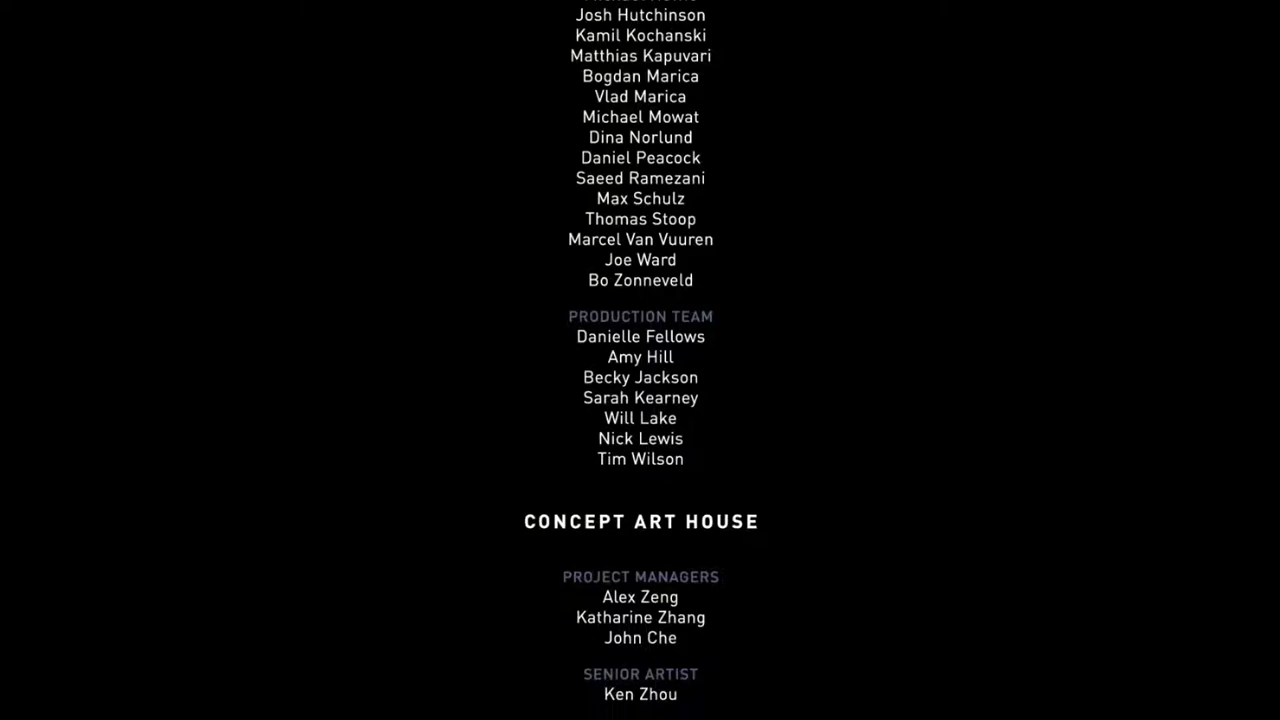 Josh Hutchinson
Kamil Kochanski
Matthias Kapuvari
Bogdan Marica
Vlad Marica
Michael Mowat
Dina Norlund
Daniel Peacock
Saeed Ramezani
Max Schulz
Thomas Stoop
Marcel Van Vuuren
Joe Ward
Bo Zonneveld
PRODUCTION TEAM
Danielle Fellows
Amy Hill
Becky Jackson
Sarah Kearney
Will Lake
Nick Lewis
Tim Wilson
CONCEPT ART HOUSE
PROJECT MANAGERS
Alex Zeng
Katharine Zhang
John Che
SENIOR ARTIST
Ken Zhou